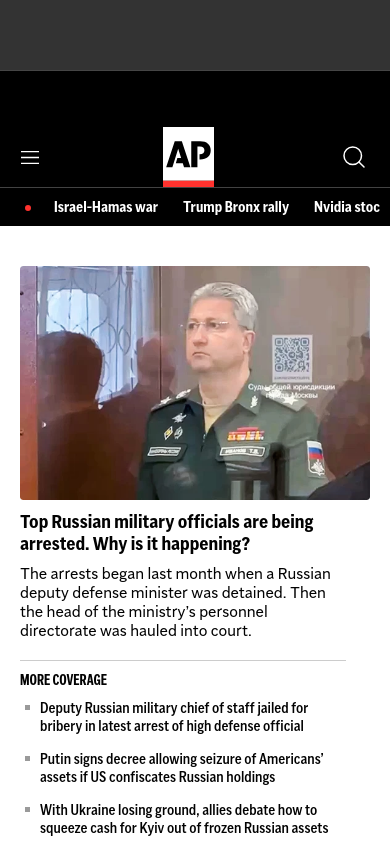 AP
Israel-Hamas war
Trump Bronx rally
Nvidia stoc
Суды общей юрисдикции
города Москвы
ИВАНОВ Т.В.
Top Russian military officials are being
arrested. Why is it happening?
The arrests began last month when a Russian
deputy defense minister was detained. Then
the head of the ministry’s personnel
directorate was hauled into court.
MORE COVERAGE
Deputy Russian military chief of staff jailed for
bribery in latest arrest of high defense official
Putin signs decree allowing seizure of Americans’
assets if US confiscates Russian holdings
With Ukraine losing ground, allies debate how to
squeeze cash for Kyiv out of frozen Russian assets